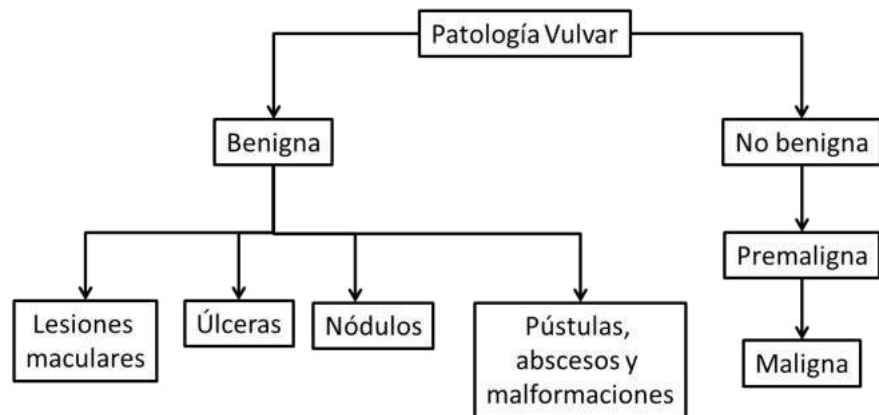 Patología Vulvar
Benigna
No benigna
Premaligna
Lesiones
maculares
Úlceras
Nódulos
Pústulas,
abscesos y
malformaciones
Maligna